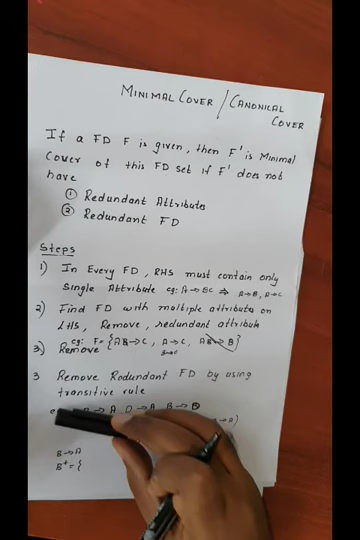 MINIMAL COVER / CANONICAL
COVER
If a FD F is given, then F' is Minimal
Cover of this FD set if F' does not
have
① Redundant Attributes
② Redundant FD
Steps
1) In Every FD, RHS must contain only
Single Attribute eg: A→BC ⇒ A→B, A→C
2) Find FD with multiple attributes on
LHS, Remove, redundant attribute
eg: F = {AB→C, A→C, AB→B}
B→C
3) Remove
3 Remove Redundant FD by using
transitive rule
→ A, D→A, B→D
→A)
B→A
B⁺ = {